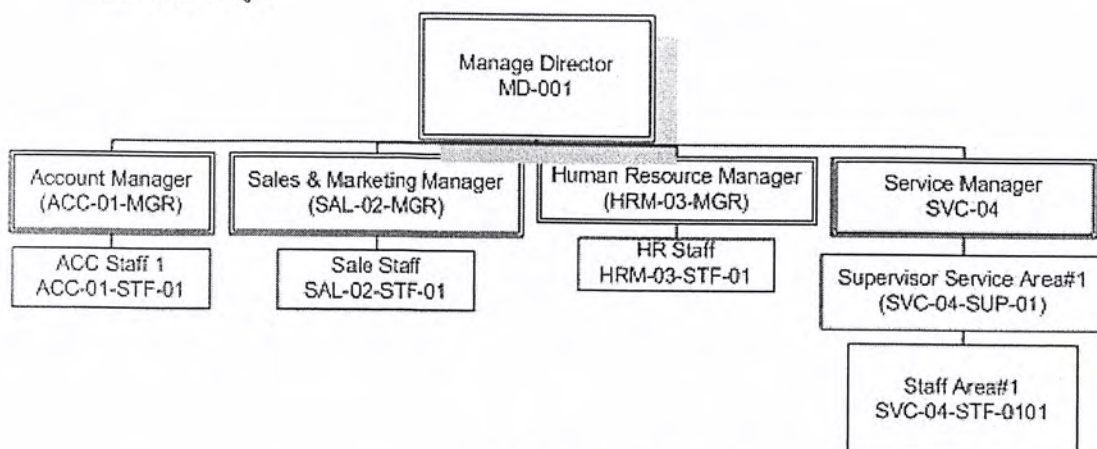 Manage Director
MD-001
Account Manager
(ACC-01-MGR)
Sales & Marketing Manager
(SAL-02-MGR)
Human Resource Manager
(HRM-03-MGR)
Service Manager
SVC-04
ACC Staff 1
ACC-01-STF-01
Sale Staff
SAL-02-STF-01
HR Staff
HRM-03-STF-01
Supervisor Service Area#1
(SVC-04-SUP-01)
Staff Area#1
SVC-04-STF-0101